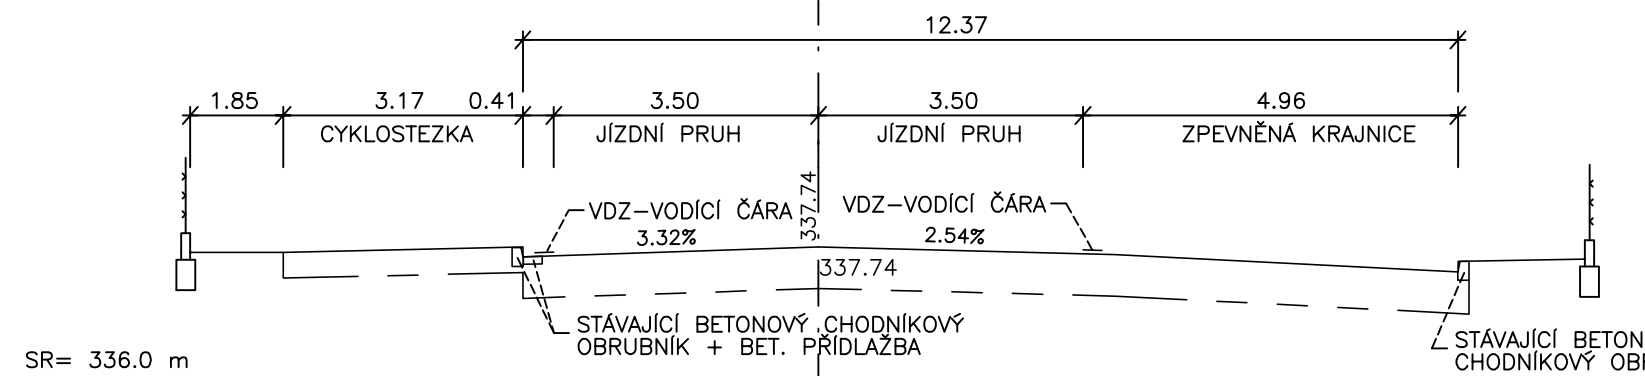 12.37
1.85 3.17 0.41 3.50 3.50 4.96
CYKLOSTEZKA JÍZDNÍ PRUH JÍZDNÍ PRUH ZPEVNĚNÁ KRAJNICE
337.74
VDZ-VODÍCÍ ČÁRA VDZ-VODÍCÍ ČÁRA
3.32% 2.54%
337.74
STÁVAJÍCÍ BETONOVÝ CHODNÍKOVÝ
OBRUBNÍK + BET. PŘÍDLAŽBA
STÁVAJÍCÍ BETON
CHODNÍKOVÝ OB
SR= 336.0 m